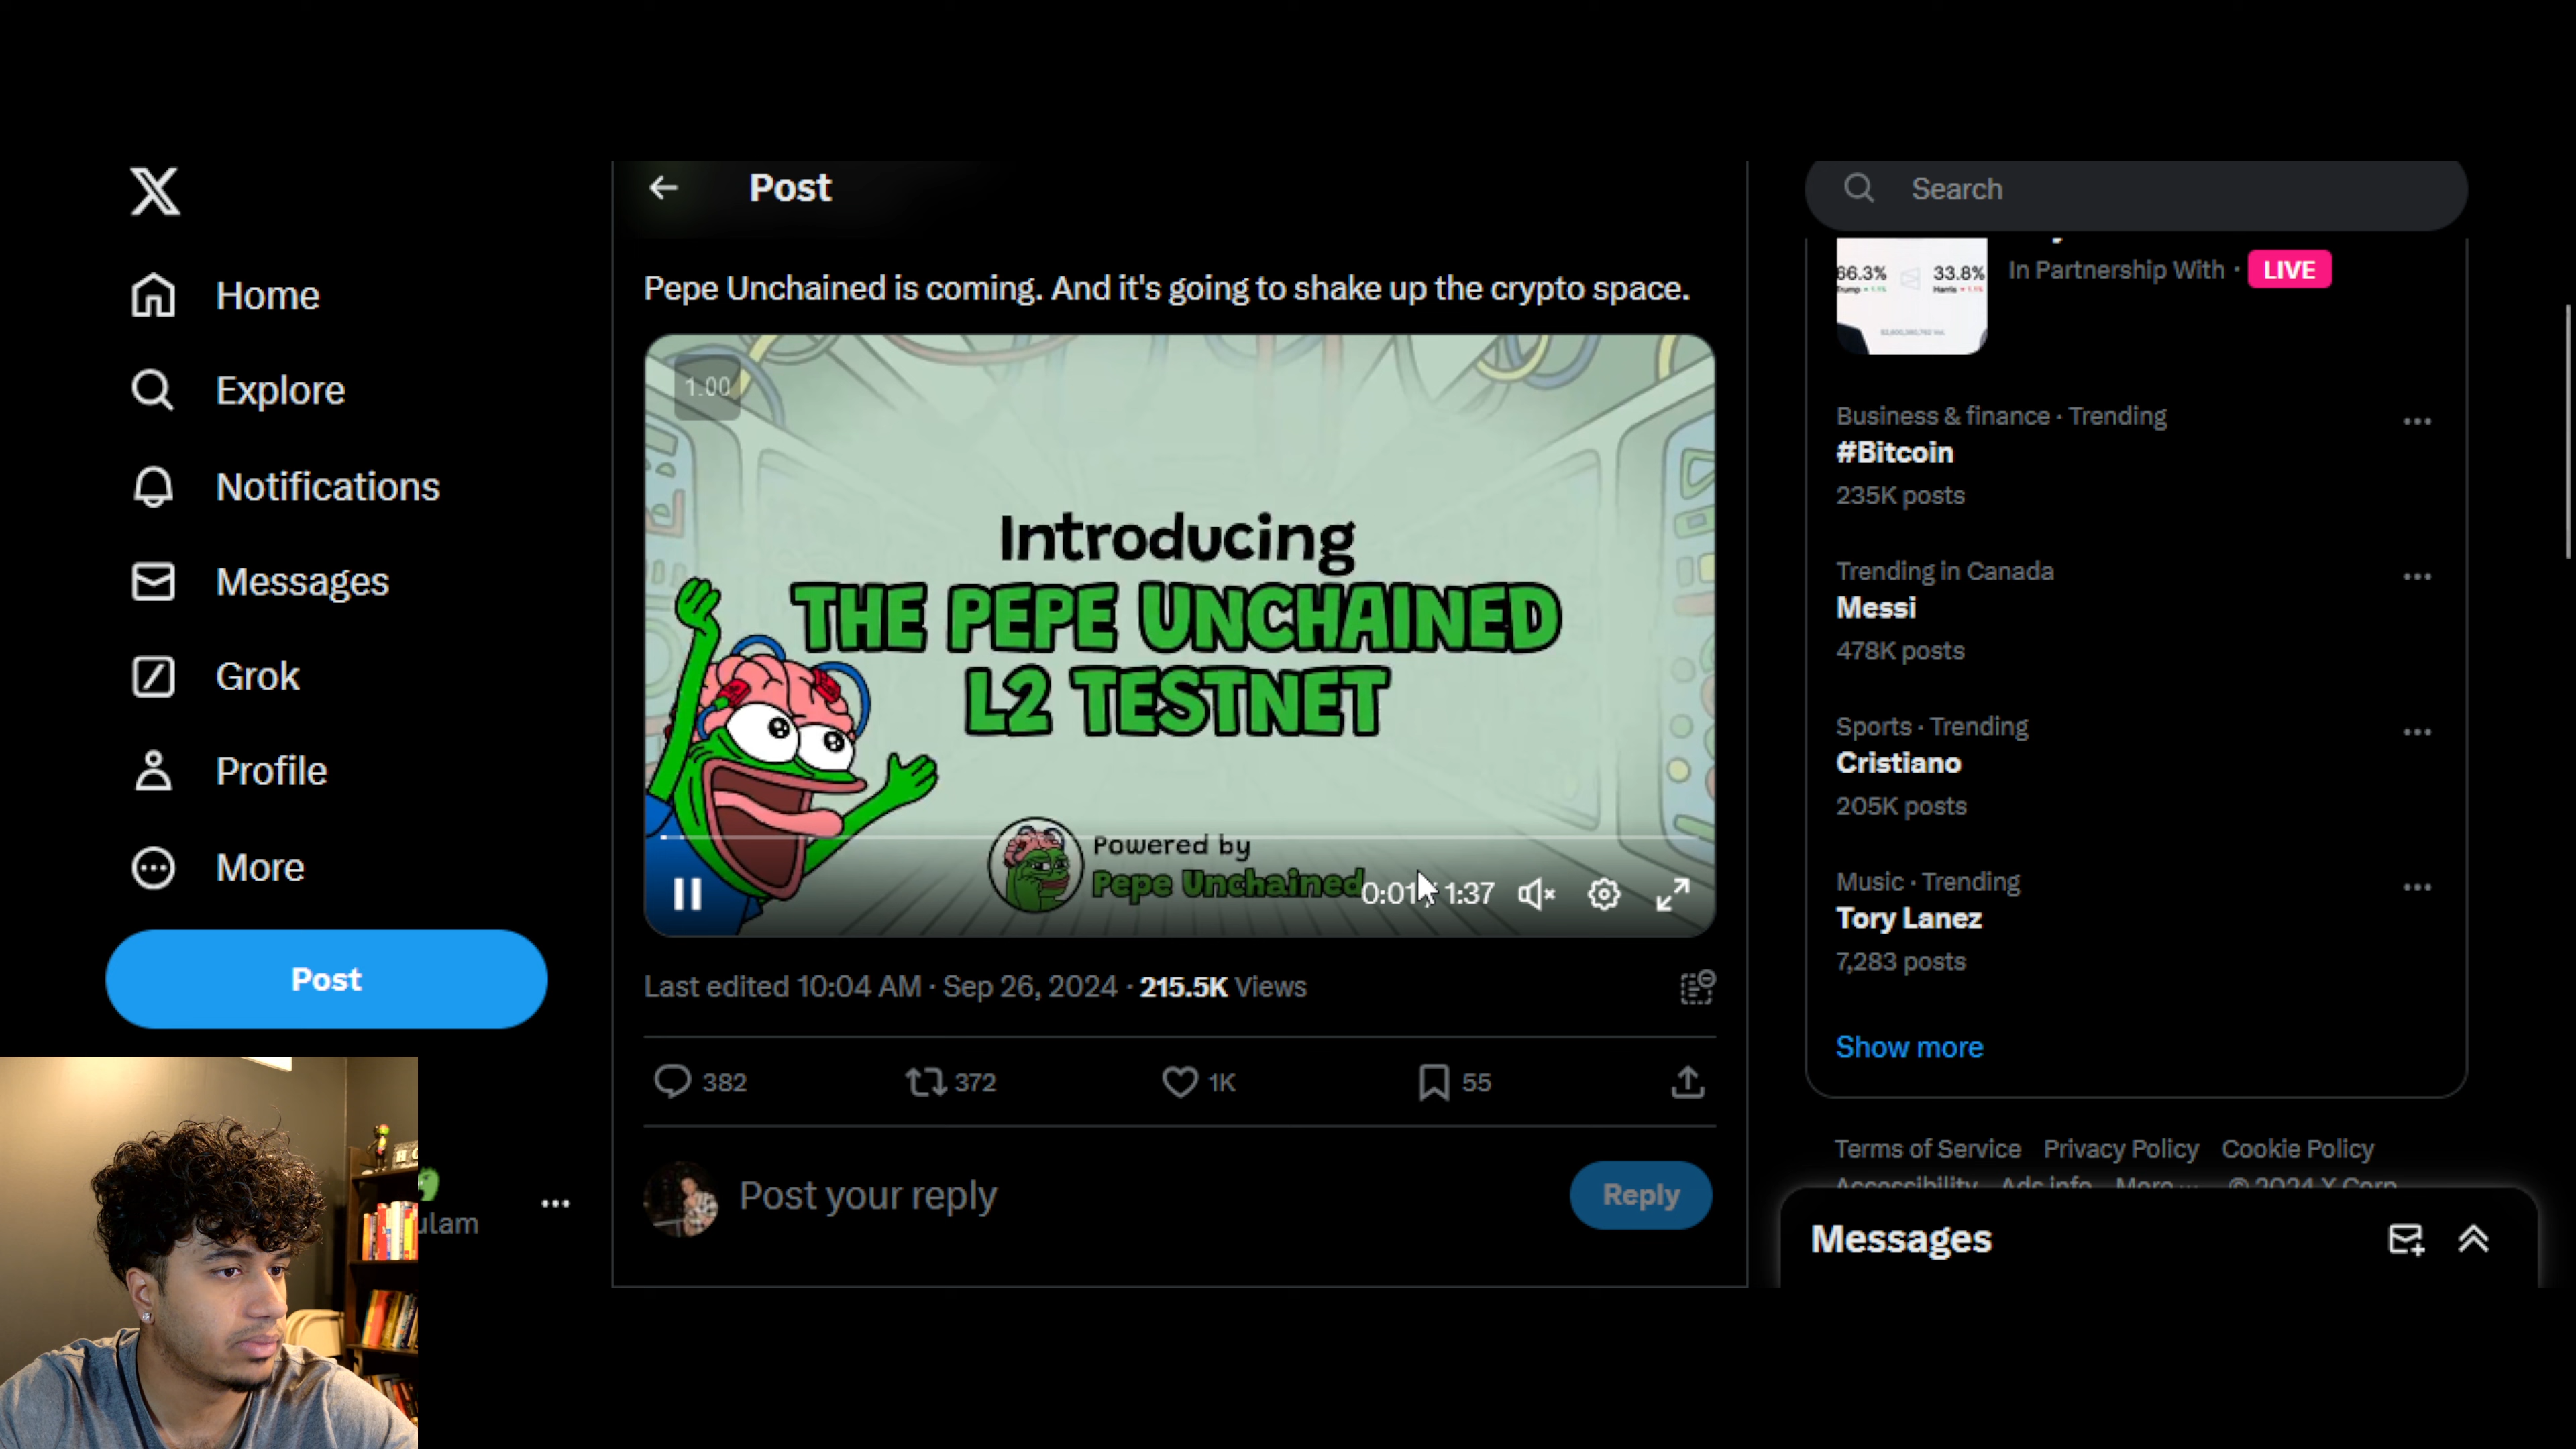 Home
Explore
Notifications
Messages
Grok
Profile
More
Post
ulam
Post
Pepe Unchained is coming. And it's going to shake up the crypto space.
1.00
Introducing
THE PEPE UNCHAINED
L2 TESTNET
Powered by
Pepe Unchained
0:01 / 1:37
Last edited 10:04 AM · Sep 26, 2024 · 215.5K Views
382
372
1K
55
Post your reply
Reply
Search
66.3% 33.8%
Trump Harris
In Partnership With · LIVE
Business & finance · Trending
#Bitcoin
235K posts
Trending in Canada
Messi
478K posts
Sports · Trending
Cristiano
205K posts
Music · Trending
Tory Lanez
7,283 posts
Show more
Terms of Service Privacy Policy Cookie Policy
Accessibility Ads info More ... © 2024 X Corp.
Messages